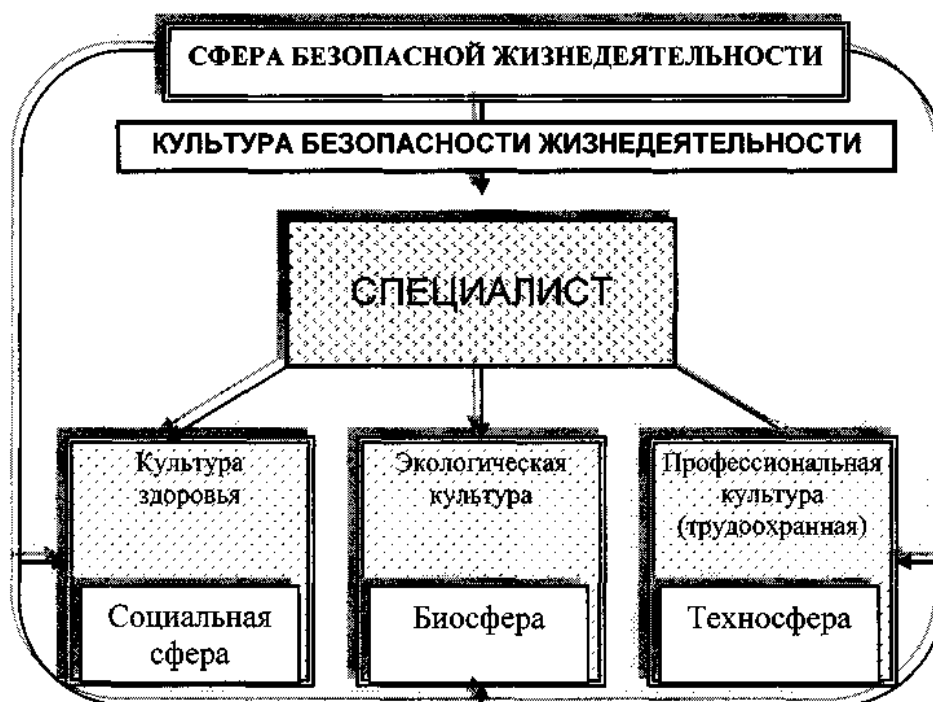 СФЕРА БЕЗОПАСНОЙ ЖИЗНЕДЕЯТЕЛЬНОСТИ
КУЛЬТУРА БЕЗОПАСНОСТИ ЖИЗНЕДЕЯТЕЛЬНОСТИ
СПЕЦИАЛИСТ
Культура
здоровья
Социальная
сфера
Экологическая
культура
Биосфера
Профессиональная
культура
(трудоохранная)
Техносфера